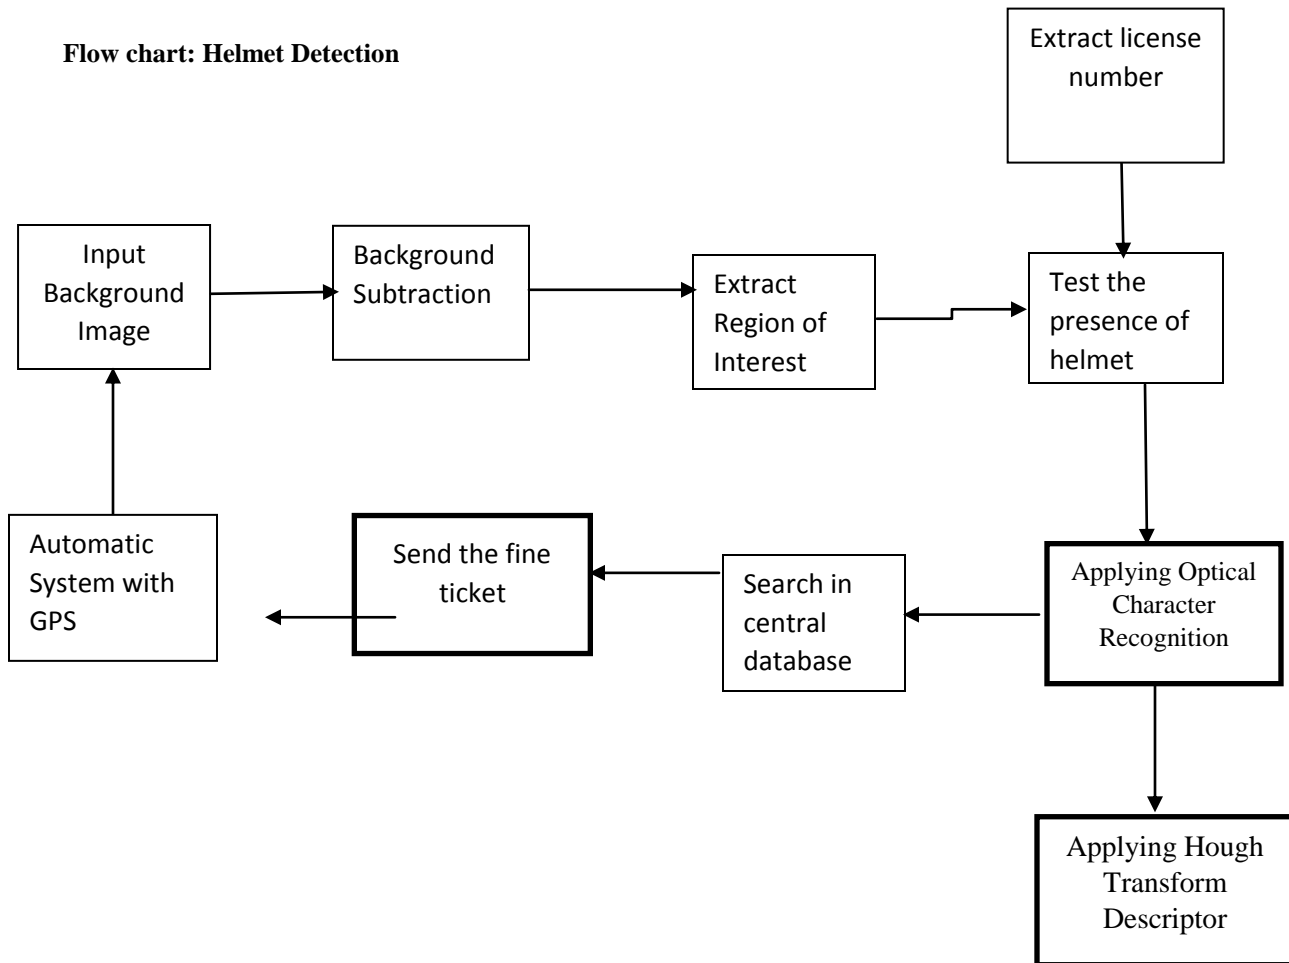 Flow chart: Helmet Detection
Extract license
number
Input
Background
Image
Background
Subtraction
Extract
Region of
Interest
Test the
presence of
helmet
Automatic
System with
GPS
Send the fine
ticket
Search in
central
database
Applying Optical
Character
Recognition
Applying Hough
Transform
Descriptor